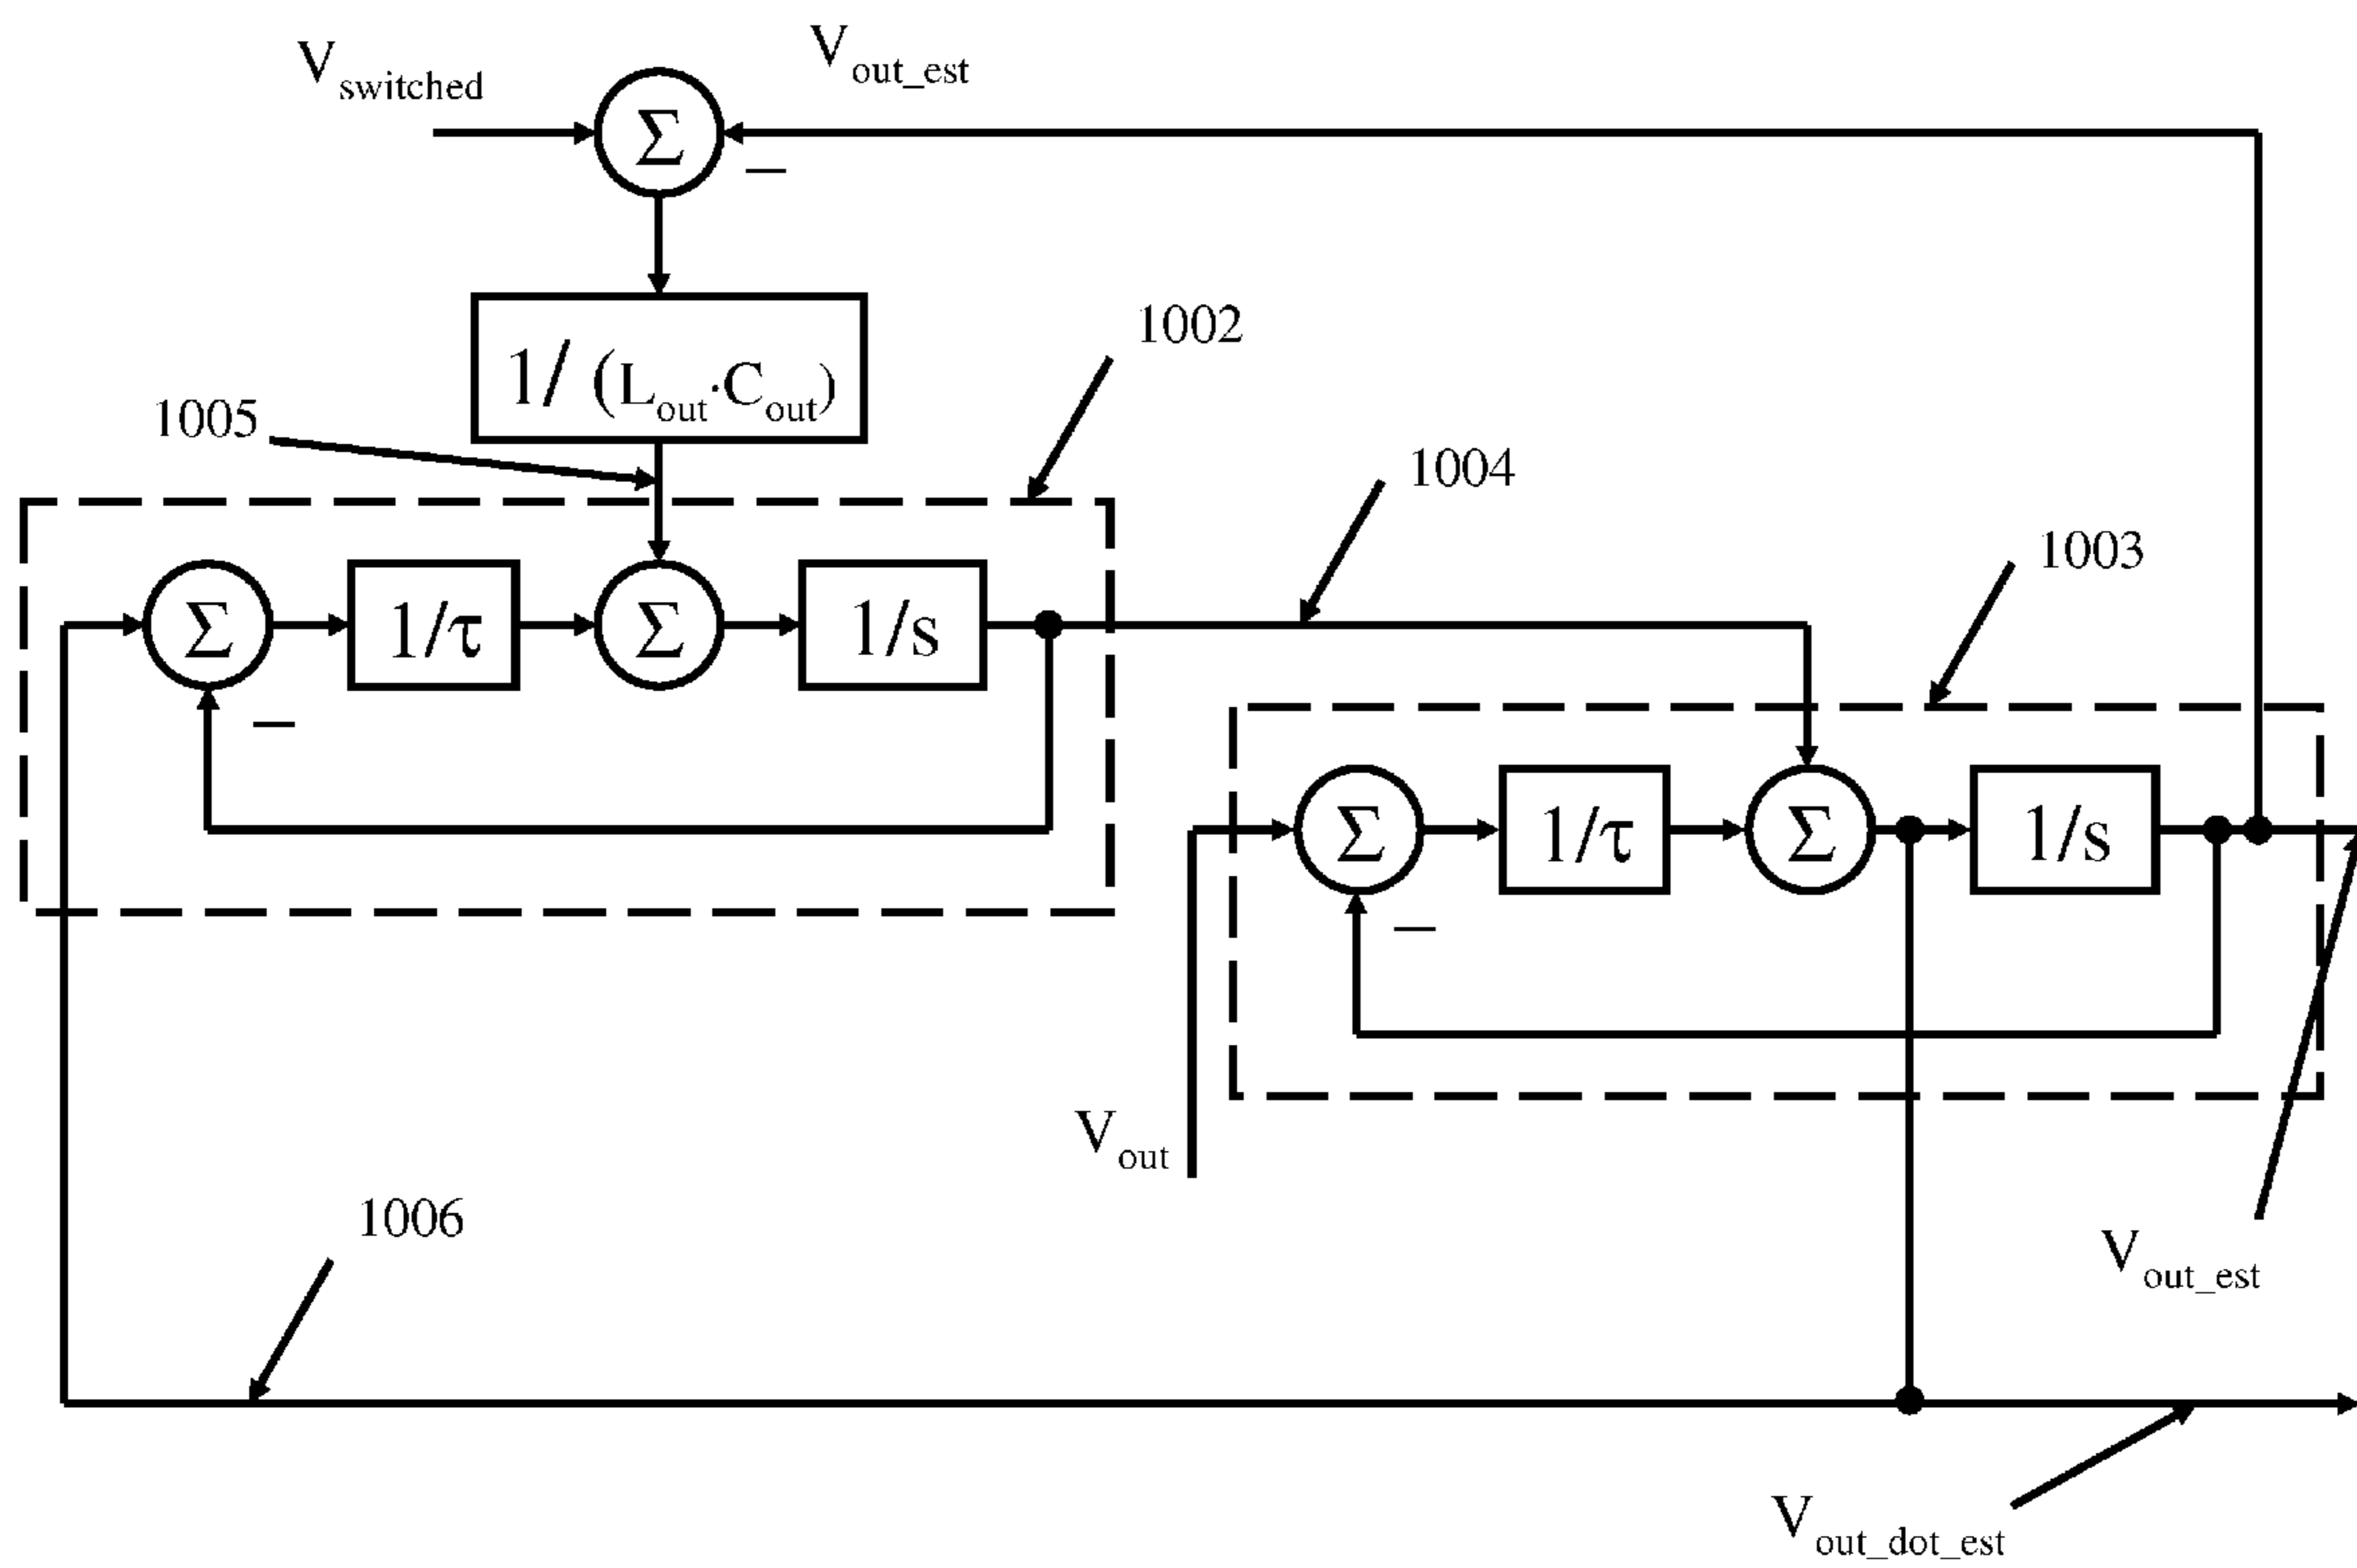 V_switched
V_out_est
Σ
−
1/ (L_out·C_out)
1002
1005
1004
1003
Σ
1/τ
Σ
1/s
−
Σ
1/τ
Σ
1/s
−
V_out
1006
V_out_est
V_out_dot_est